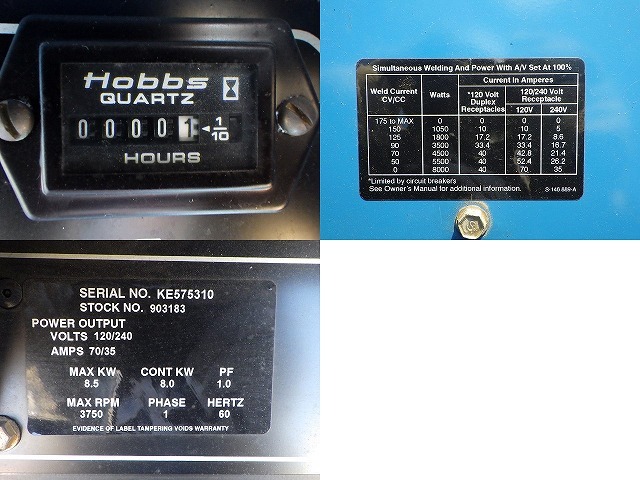 Hobbs
QUARTZ
0 0 0 0 1 ◄ 1/10
HOURS
Simultaneous Welding And Power With A/V Set At 100%
Current In Amperes
Weld Current CV/CC Watts *120 Volt Duplex Receptacles 120/240 Volt Receptacle
120V 240V
175 to MAX 0 0 0 0
150 1050 10 10 5
125 1800 17.2 17.2 8.6
90 3500 33.4 33.4 16.7
70 4500 40 42.8 21.4
50 5500 40 52.4 26.2
0 8000 40 70 35
*Limited by circuit breakers
See Owner's Manual for additional information. S-146 889-A
SERIAL NO. KE575310
STOCK NO. 903183
POWER OUTPUT
VOLTS 120/240
AMPS 70/35
MAX KW CONT KW PF
8.5 8.0 1.0
MAX RPM PHASE HERTZ
3750 1 60
EVIDENCE OF LABEL TAMPERING VOIDS WARRANTY